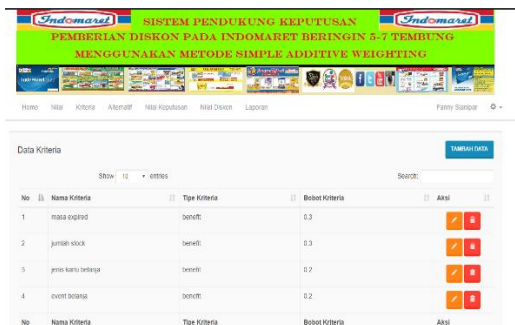 Indomaret
SISTEM PENDUKUNG KEPUTUSAN
Indomaret
PEMBERIAN DISKON PADA INDOMARET BERINGIN 5-7 TEMBUNG
MENGGUNAKAN METODE SIMPLE ADDITIVE WEIGHTING
Home Nilai Kriteria Alternatif Nilai Keputusan Nilai Diskon Laporan
Data Kriteria
TAMBAH DATA
Show 10 entries
Search:
No Nama Kriteria Tipe Kriteria Bobot Kriteria Aksi
1 masa expired benefit 0.3
2 jumlah stock benefit 0.3
3 jenis kartu belanja benefit 0.2
4 event belanja benefit 0.2
No Nama Kriteria Tipe Kriteria Bobot Kriteria Aksi